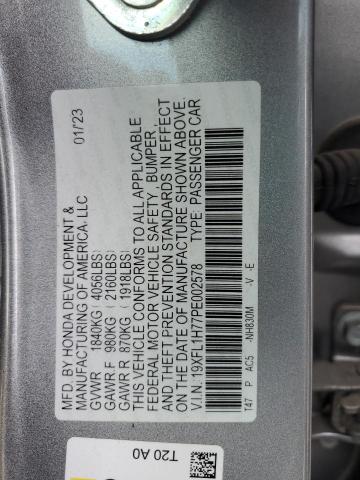 MFD. BY HONDA DEVELOPMENT &
MANUFACTURING OF AMERICA, LLC 01/23
GVWR 1840KG (4056LBS)
GAWR F 980KG (2160LBS)
GAWR R 870KG (1918LBS)
THIS VEHICLE CONFORMS TO ALL APPLICABLE
FEDERAL MOTOR VEHICLE SAFETY, BUMPER,
AND THEFT PREVENTION STANDARDS IN EFFECT
ON THE DATE OF MANUFACTURE SHOWN ABOVE.
V.I.N. 19XFL1H77PE002578 TYPE: PASSENGER CAR
T47 P AC5 -NH830M -V -E
T20 A0